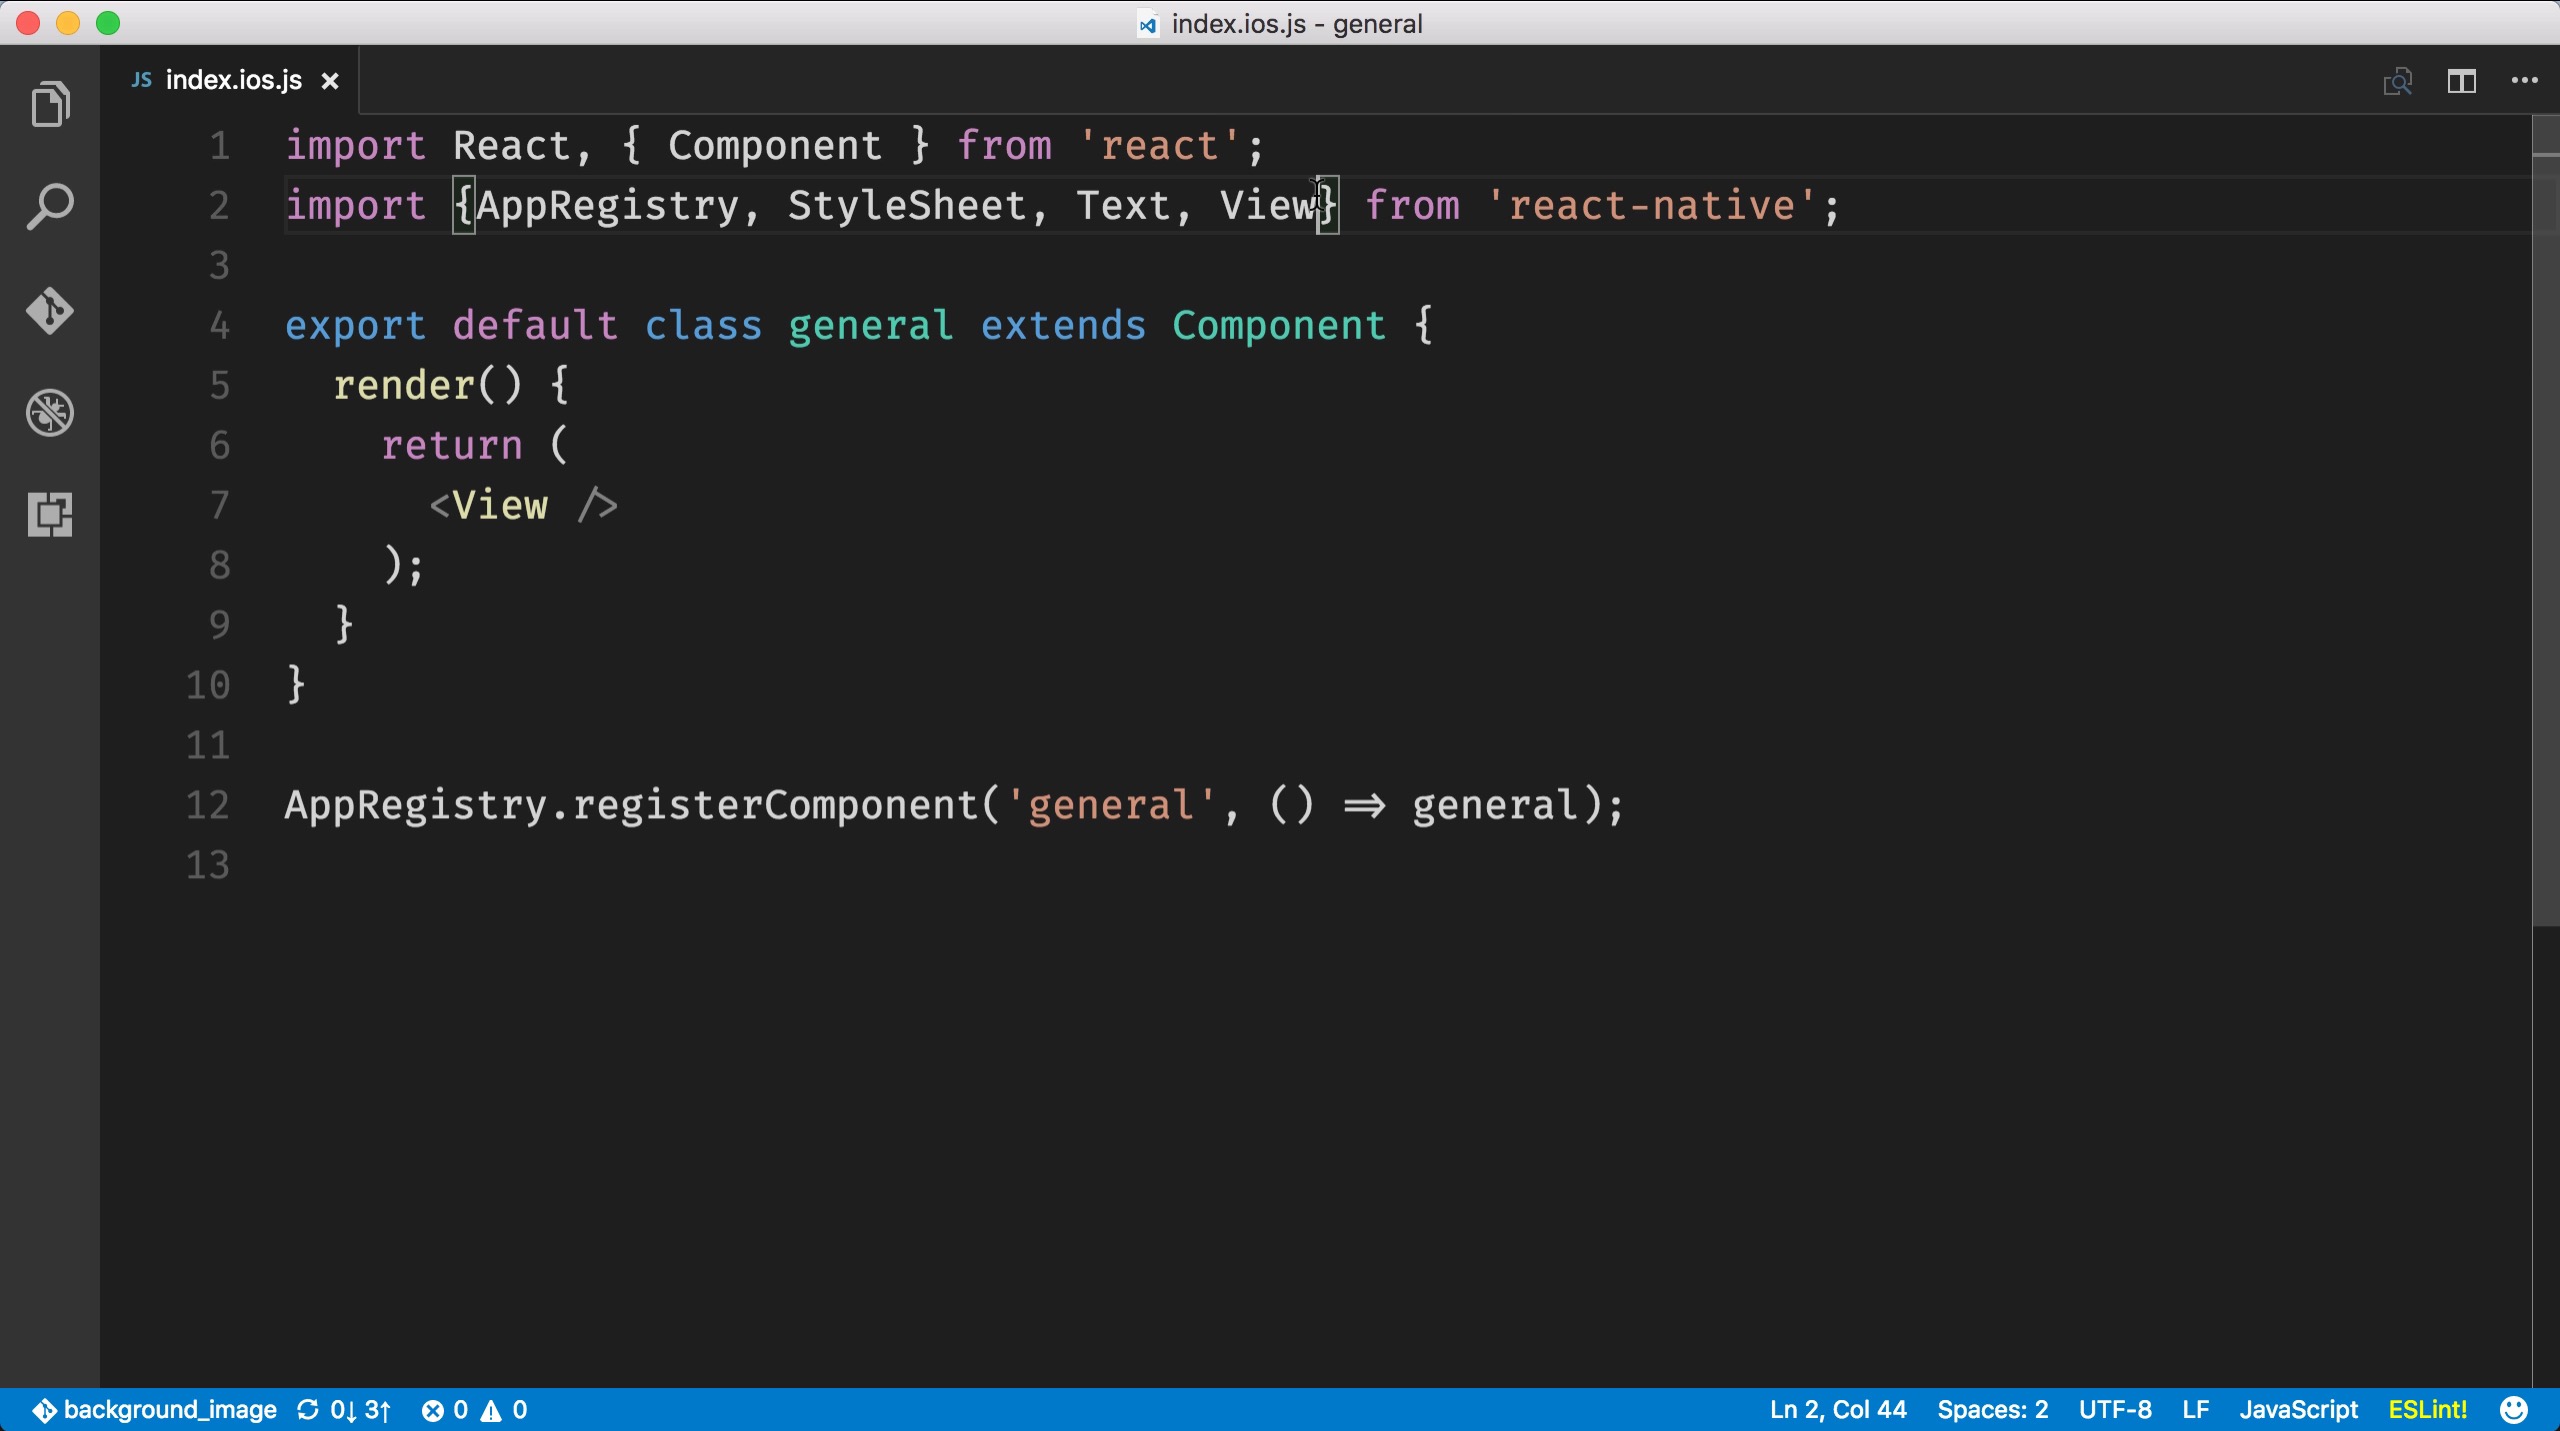 index.ios.js - general
JS index.ios.js ×
1 import React, { Component } from 'react';
2 import {AppRegistry, StyleSheet, Text, View} from 'react-native';
3
4 export default class general extends Component {
5   render() {
6     return (
7       <View />
8     );
9   }
10 }
11
12 AppRegistry.registerComponent('general', () => general);
13
background_image 0↓ 3↑ 0 0 Ln 2, Col 44 Spaces: 2 UTF-8 LF JavaScript ESLint!